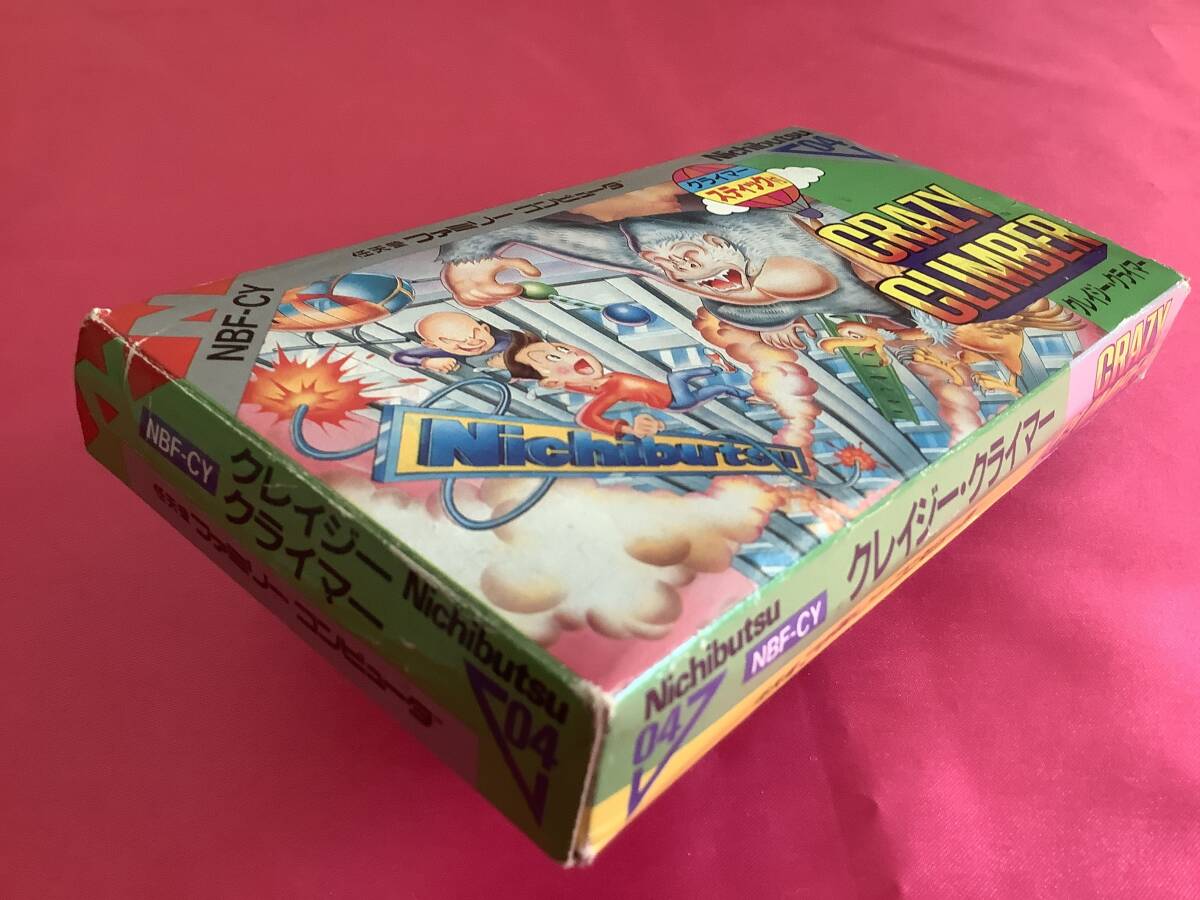 Nichibutsu
04
任天堂 ファミリー コンピュータ
NBF-CY
クライマー
スティック付
CRAZY
CLIMBER
クレイジー・クライマー
Nichibutsu
NBF-CY
クレイジー
クライマー
任天堂 ファミリー コンピュータ
Nichibutsu
04
Nichibutsu
04
NBF-CY
クレイジー・クライマー
CRAZY